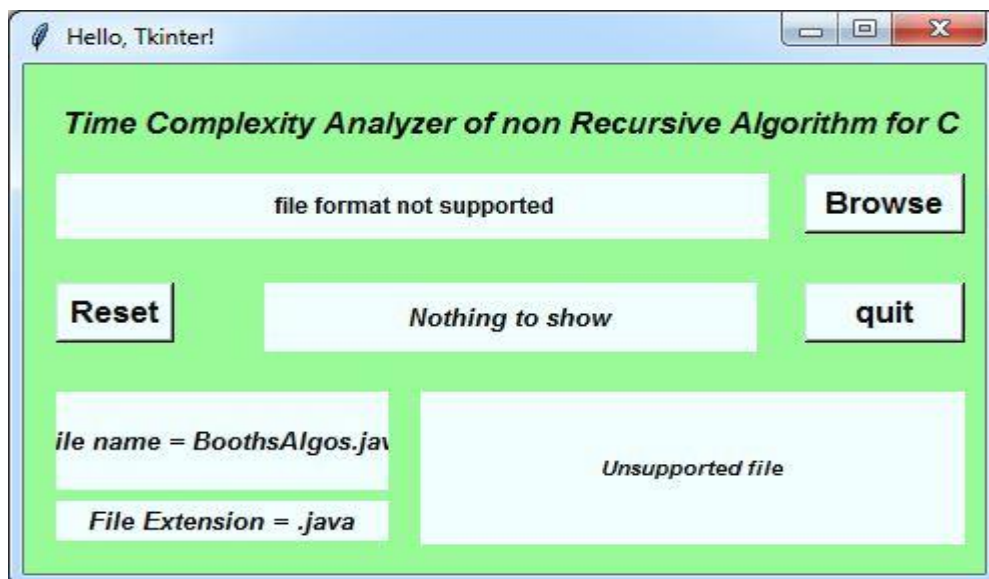 Hello, Tkinter!
Time Complexity Analyzer of non Recursive Algorithm for C
file format not supported
Browse
Reset
Nothing to show
quit
ile name = BoothsAlgos.jav
Unsupported file
File Extension = .java